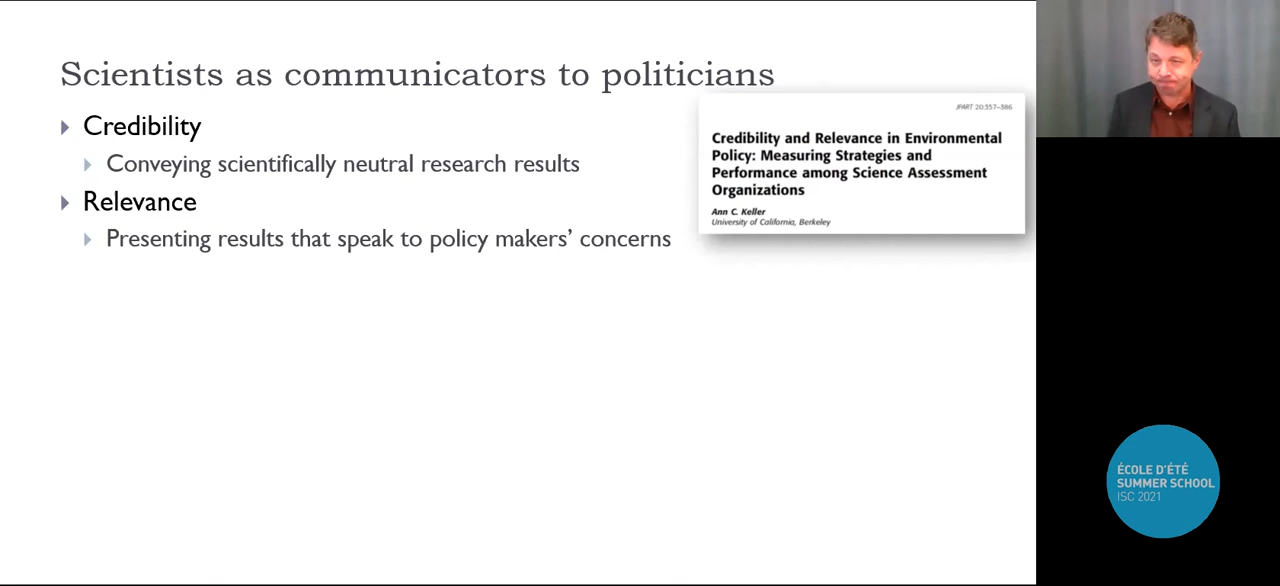 Scientists as communicators to politicians
Credibility
Conveying scientifically neutral research results
Relevance
Presenting results that speak to policy makers’ concerns
JPART 20:557–386
Credibility and Relevance in Environmental
Policy: Measuring Strategies and
Performance among Science Assessment
Organizations
Ann C. Keller
University of California, Berkeley
ÉCOLE D'ÉTÉ
SUMMER SCHOOL
ISC 2021